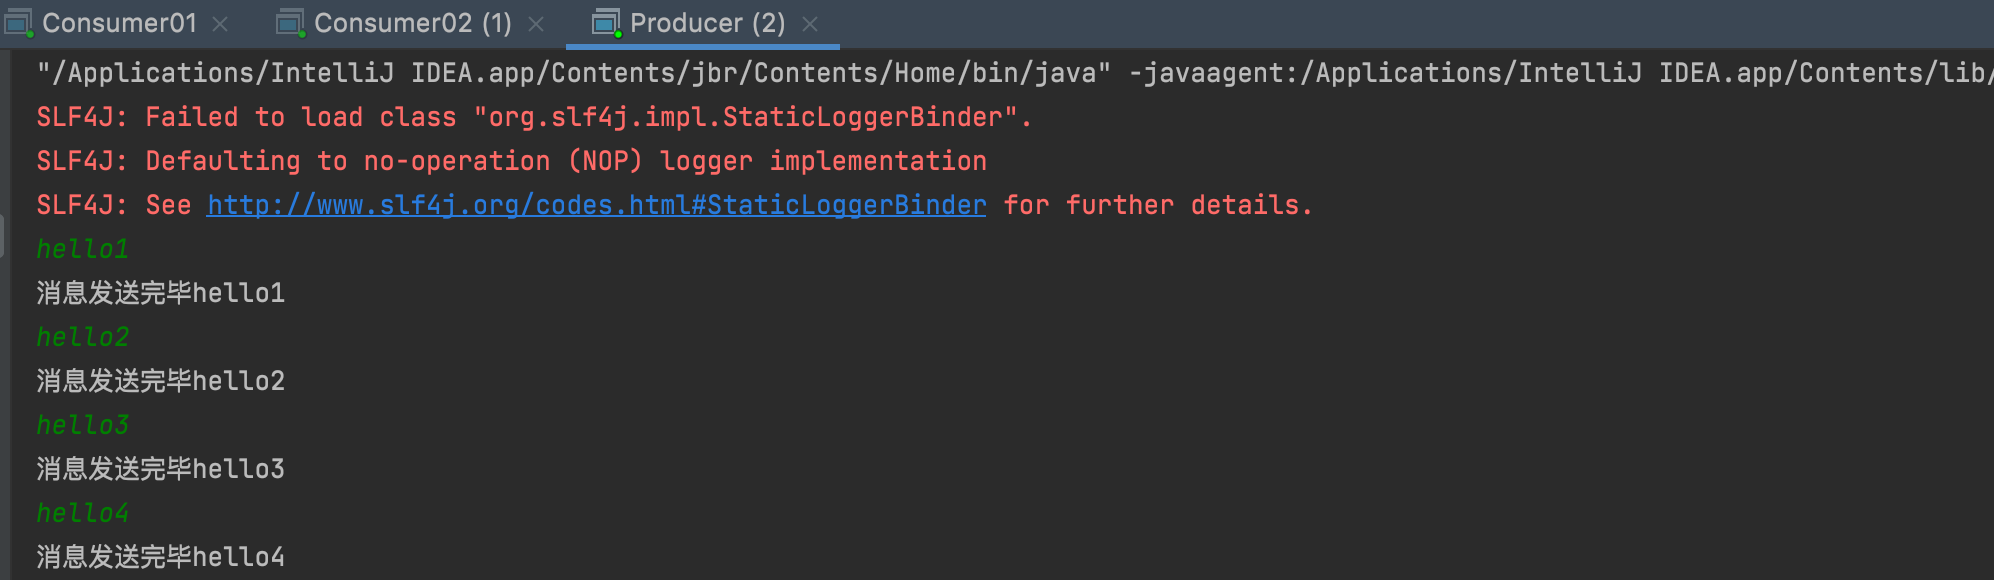 Consumer01 Consumer02 (1) Producer (2)
"/Applications/IntelliJ IDEA.app/Contents/jbr/Contents/Home/bin/java" -javaagent:/Applications/IntelliJ IDEA.app/Contents/lib/
SLF4J: Failed to load class "org.slf4j.impl.StaticLoggerBinder".
SLF4J: Defaulting to no-operation (NOP) logger implementation
SLF4J: See http://www.slf4j.org/codes.html#StaticLoggerBinder for further details.
hello1
消息发送完毕hello1
hello2
消息发送完毕hello2
hello3
消息发送完毕hello3
hello4
消息发送完毕hello4